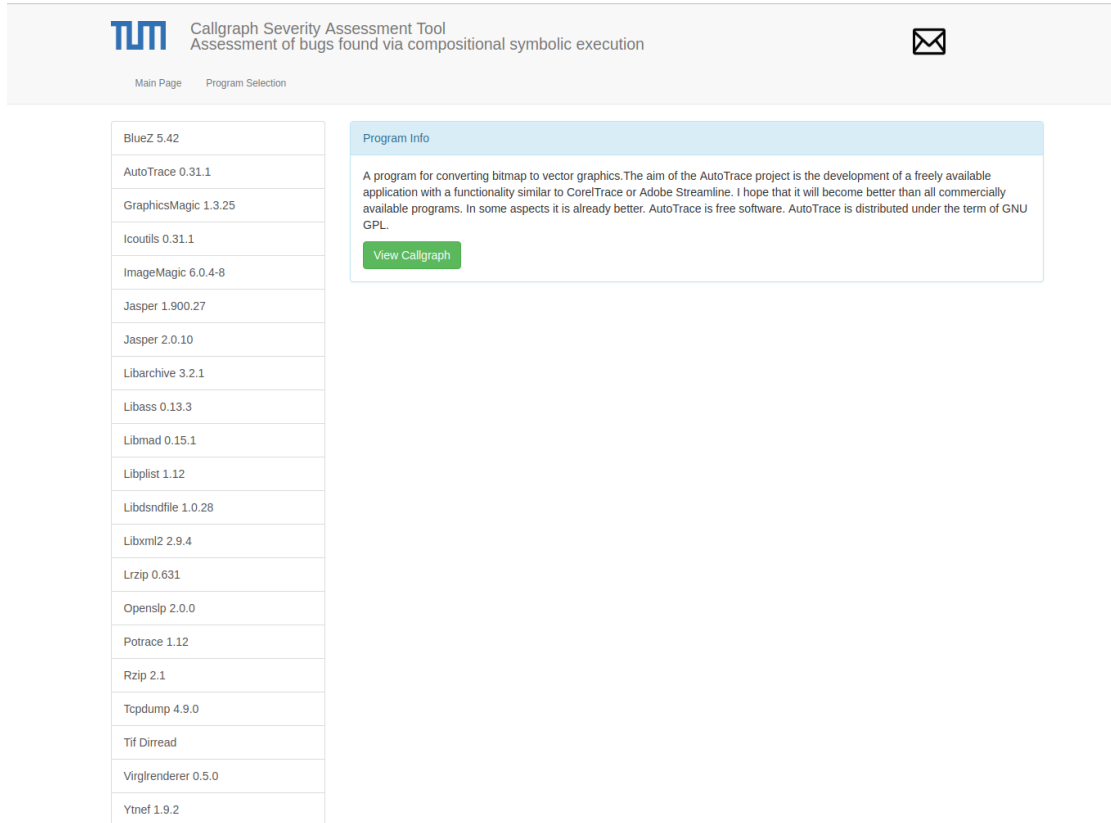 TUM
Callgraph Severity Assessment Tool
Assessment of bugs found via compositional symbolic execution
Main Page Program Selection
BlueZ 5.42
AutoTrace 0.31.1
GraphicsMagic 1.3.25
Icoutils 0.31.1
ImageMagic 6.0.4-8
Jasper 1.900.27
Jasper 2.0.10
Libarchive 3.2.1
Libass 0.13.3
Libmad 0.15.1
Libplist 1.12
Libdsndfile 1.0.28
Libxml2 2.9.4
Lrzip 0.631
Openslp 2.0.0
Potrace 1.12
Rzip 2.1
Tcpdump 4.9.0
Tif Dirread
Virglrenderer 0.5.0
Ytnef 1.9.2
Program Info
A program for converting bitmap to vector graphics.The aim of the AutoTrace project is the development of a freely available
application with a functionality similar to CorelTrace or Adobe Streamline. I hope that it will become better than all commercially
available programs. In some aspects it is already better. AutoTrace is free software. AutoTrace is distributed under the term of GNU
GPL.
View Callgraph